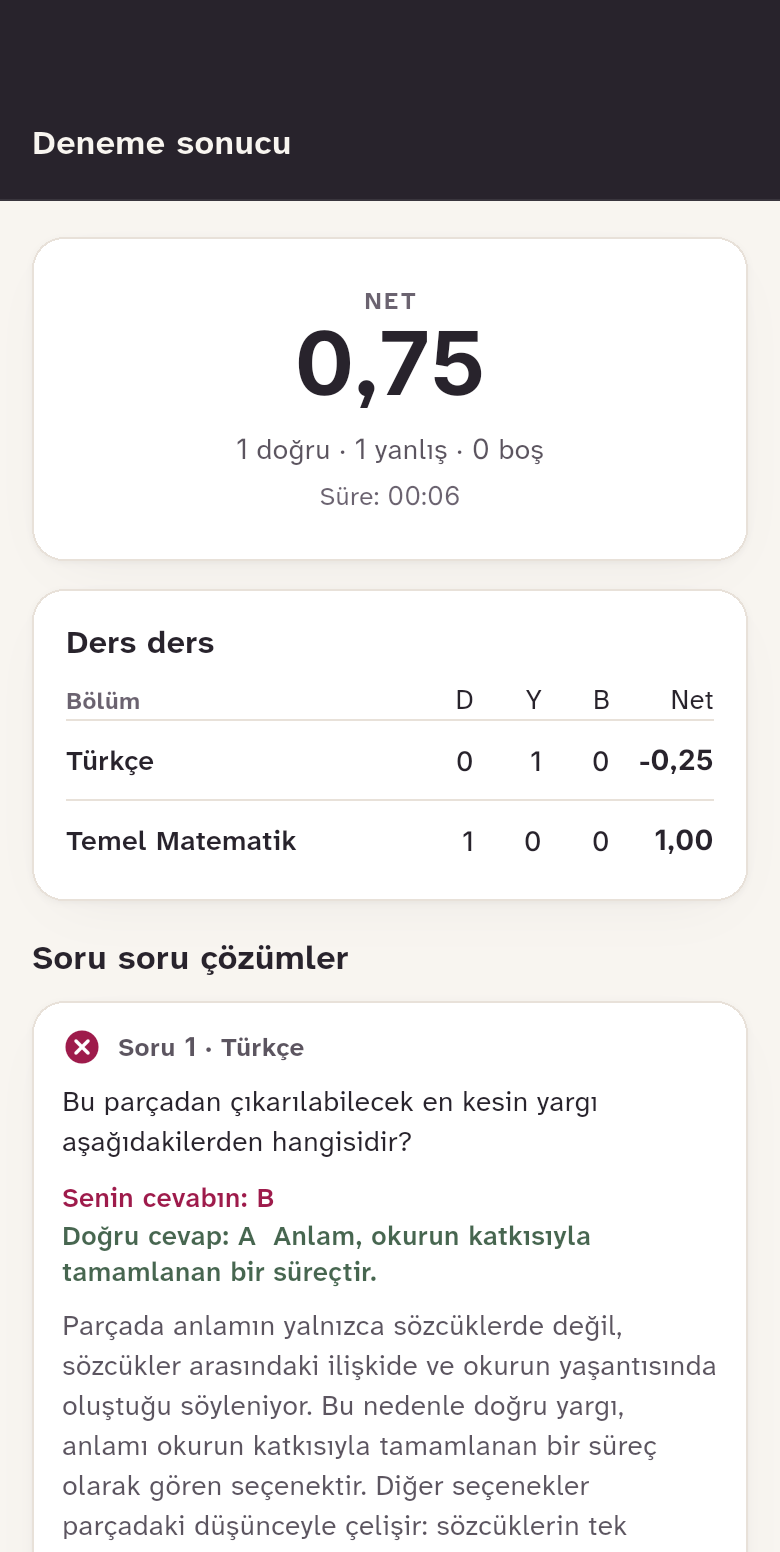 Deneme sonucu
NET
0,75
1 doğru · 1 yanlış · 0 boş
Süre: 00:06
Ders ders
Bölüm D Y B Net
Türkçe 0 1 0 -0,25
Temel Matematik 1 0 0 1,00
Soru soru çözümler
Soru 1 · Türkçe
Bu parçadan çıkarılabilecek en kesin yargı
aşağıdakilerden hangisidir?
Senin cevabın: B
Doğru cevap: A  Anlam, okurun katkısıyla
tamamlanan bir süreçtir.
Parçada anlamın yalnızca sözcüklerde değil,
sözcükler arasındaki ilişkide ve okurun yaşantısında
oluştuğu söyleniyor. Bu nedenle doğru yargı,
anlamı okurun katkısıyla tamamlanan bir süreç
olarak gören seçenektir. Diğer seçenekler
parçadaki düşünceyle çelişir: sözcüklerin tek